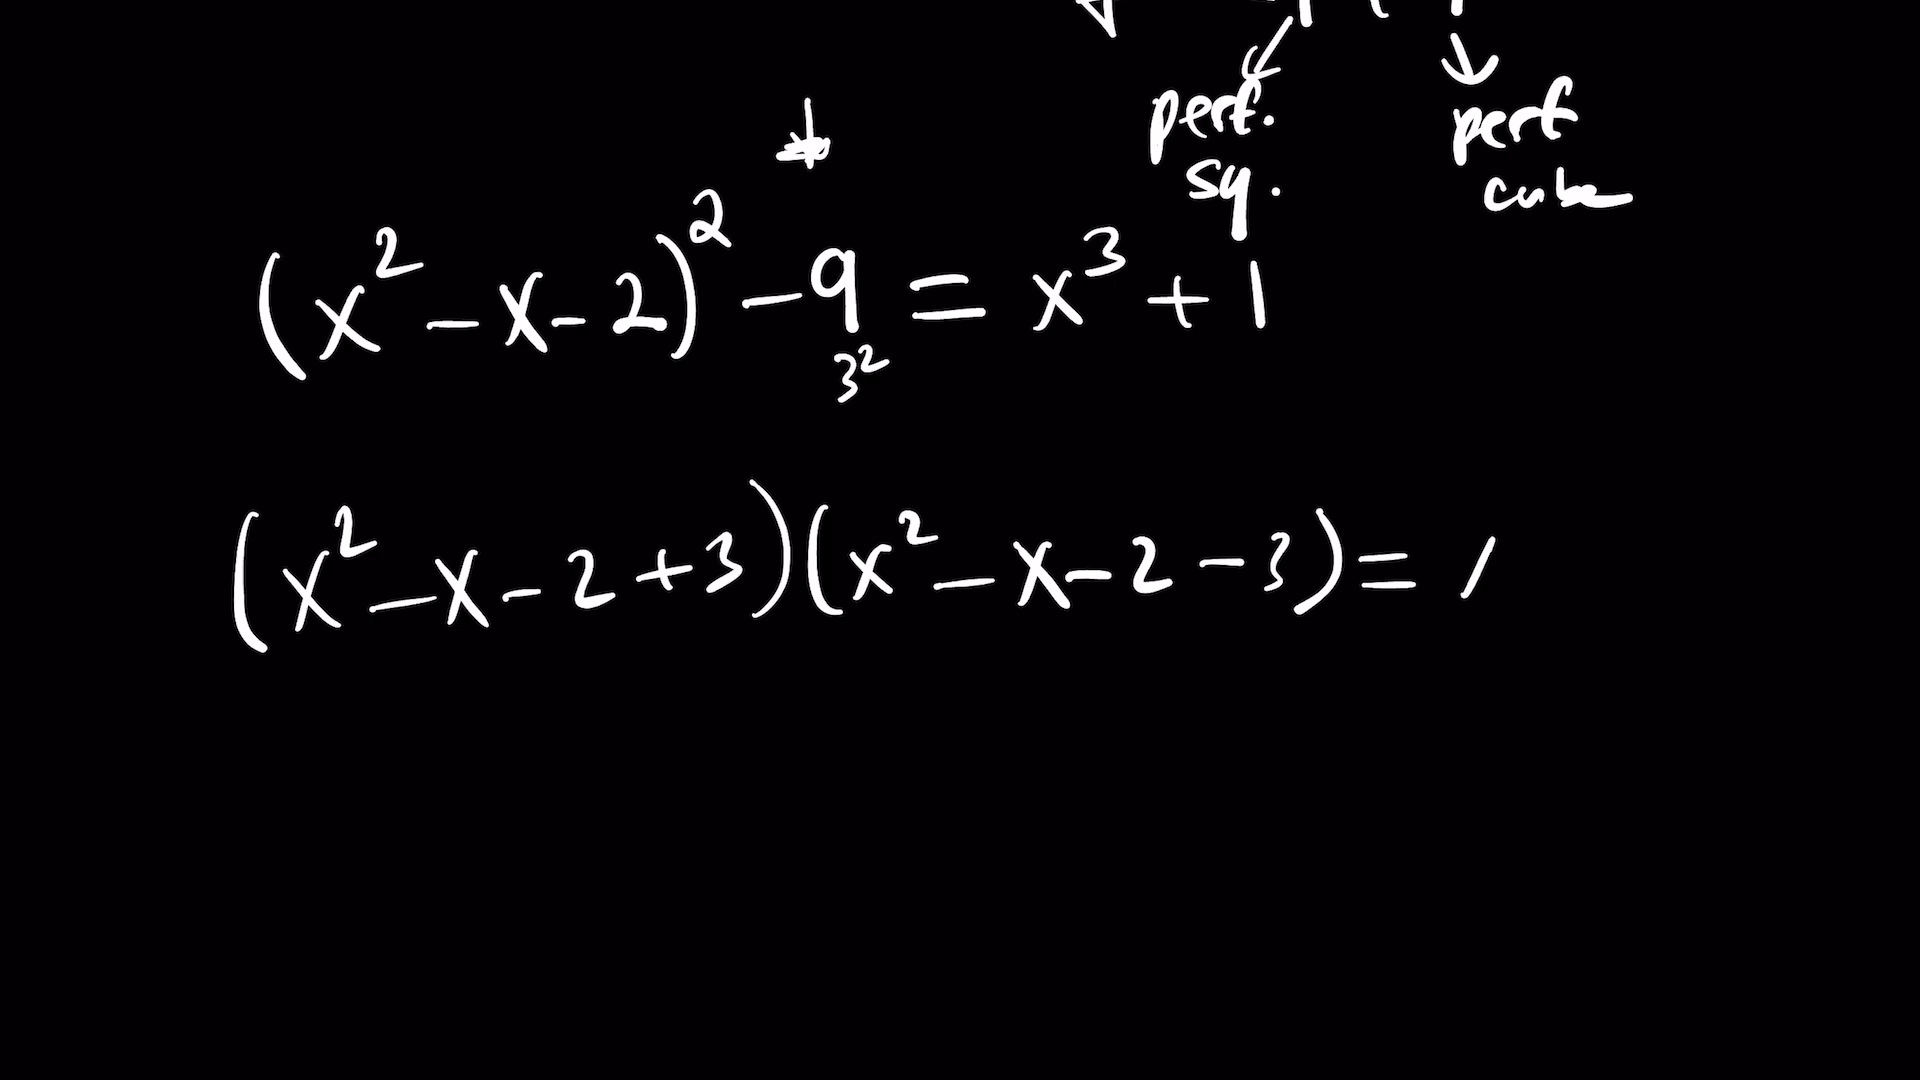 perf. perf
sq. cube
(x² - x - 2)² - 9 = x³ + 1
3²
(x² - x - 2 + 3)(x² - x - 2 - 3) =